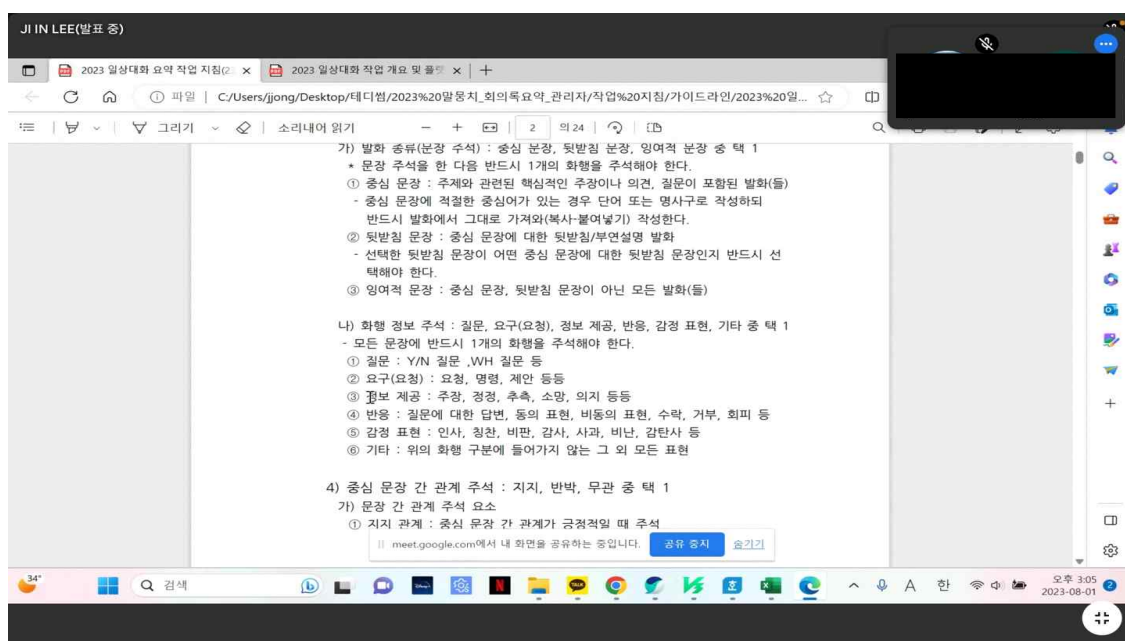 JI IN LEE(발표 중)
2023 일상대화 요약 작업 지침(2
2023 일상대화 작업 개요 및 플랫
파일
C:/Users/jjong/Desktop/테디썸/2023%20말뭉치_회의록요약_관리자/작업%20지침/가이드라인/2023%20일...
그리기
소리내어 읽기
2
의 24
가) 발화 종류(문장 주석) : 중심 문장, 뒷받침 문장, 잉여적 문장 중 택 1
* 문장 주석을 한 다음 반드시 1개의 화행을 주석해야 한다.
① 중심 문장 : 주제와 관련된 핵심적인 주장이나 의견, 질문이 포함된 발화(들)
- 중심 문장에 적절한 중심어가 있는 경우 단어 또는 명사구로 작성하되
반드시 발화에서 그대로 가져와(복사-붙여넣기) 작성한다.
② 뒷받침 문장 : 중심 문장에 대한 뒷받침/부연설명 발화
- 선택한 뒷받침 문장이 어떤 중심 문장에 대한 뒷받침 문장인지 반드시 선
택해야 한다.
③ 잉여적 문장 : 중심 문장, 뒷받침 문장이 아닌 모든 발화(들)
나) 화행 정보 주석 : 질문, 요구(요청), 정보 제공, 반응, 감정 표현, 기타 중 택 1
- 모든 문장에 반드시 1개의 화행을 주석해야 한다.
① 질문 : Y/N 질문 ,WH 질문 등
② 요구(요청) : 요청, 명령, 제안 등등
③ 정보 제공 : 주장, 정정, 추측, 소망, 의지 등등
④ 반응 : 질문에 대한 답변, 동의 표현, 비동의 표현, 수락, 거부, 회피 등
⑤ 감정 표현 : 인사, 칭찬, 비판, 감사, 사과, 비난, 감탄사 등
⑥ 기타 : 위의 화행 구분에 들어가지 않는 그 외 모든 표현
4) 중심 문장 간 관계 주석 : 지지, 반박, 무관 중 택 1
가) 문장 간 관계 주석 요소
① 지지 관계 : 중심 문장 간 관계가 긍정적일 때 주석
meet.google.com에서 내 화면을 공유하는 중입니다.
공유 중지
숨기기
34°
검색
A
한
오후 3:05
2023-08-01
2